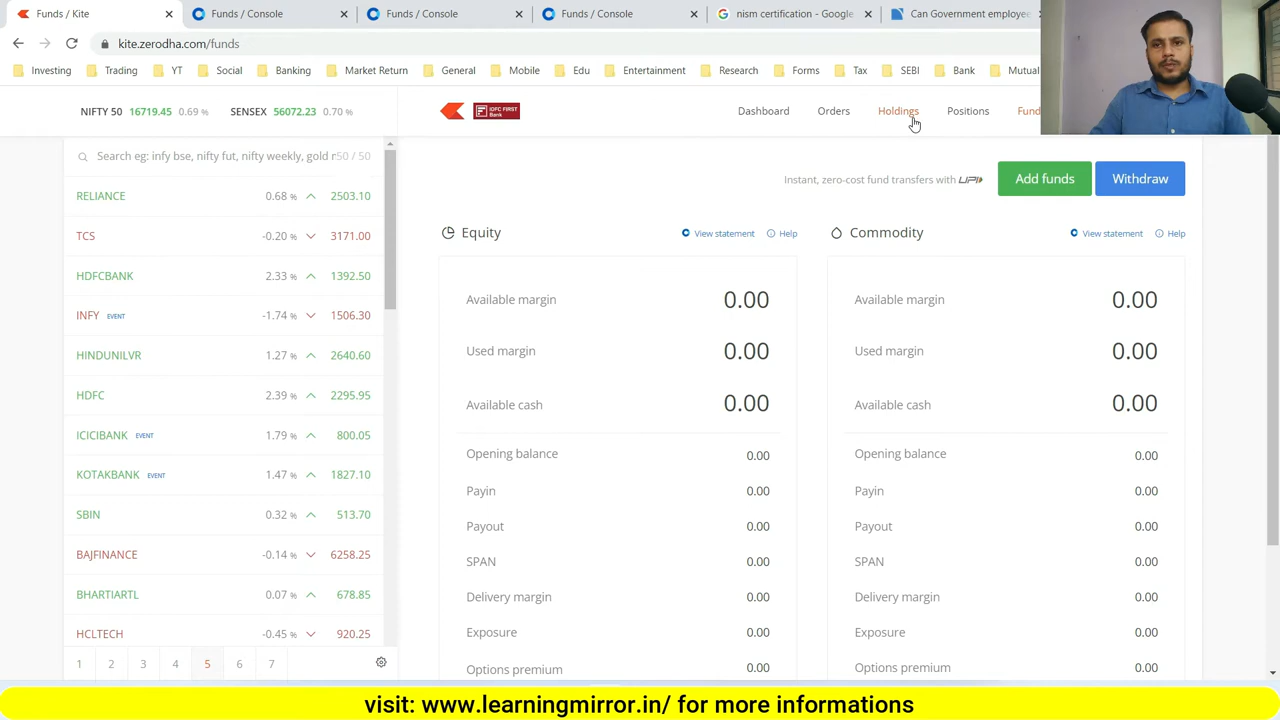 Funds / Kite
Funds / Console
Funds / Console
Funds / Console
nism certification - Google
Can Government employee
kite.zerodha.com/funds
Investing
Trading
YT
Social
Banking
Market Return
General
Mobile
Edu
Entertainment
Research
Forms
Tax
SEBI
Bank
Mutual
NIFTY 50 16719.45 0.69 %
SENSEX 56072.23 0.70 %
IDFC FIRST
Bank
Dashboard
Orders
Holdings
Positions
Fund
Search eg: infy bse, nifty fut, nifty weekly, gold r 50 / 50
RELIANCE 0.68 % 2503.10
TCS -0.20 % 3171.00
HDFCBANK 2.33 % 1392.50
INFY EVENT -1.74 % 1506.30
HINDUNILVR 1.27 % 2640.60
HDFC 2.39 % 2295.95
ICICIBANK EVENT 1.79 % 800.05
KOTAKBANK EVENT 1.47 % 1827.10
SBIN 0.32 % 513.70
BAJFINANCE -0.14 % 6258.25
BHARTIARTL 0.07 % 678.85
HCLTECH -0.45 % 920.25
1 2 3 4 5 6 7
Instant, zero-cost fund transfers with UPI
Add funds
Withdraw
Equity
View statement
Help
Available margin 0.00
Used margin 0.00
Available cash 0.00
Opening balance 0.00
Payin 0.00
Payout 0.00
SPAN 0.00
Delivery margin 0.00
Exposure 0.00
Options premium 0.00
Commodity
View statement
Help
Available margin 0.00
Used margin 0.00
Available cash 0.00
Opening balance 0.00
Payin 0.00
Payout 0.00
SPAN 0.00
Delivery margin 0.00
Exposure 0.00
Options premium 0.00
visit: www.learningmirror.in/ for more informations